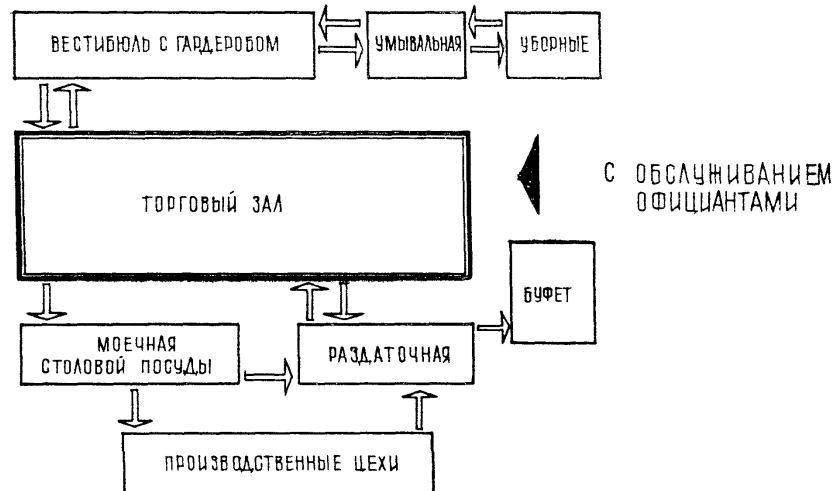 ВЕСТИБЮЛЬ С ГАРДЕРОБОМ
УМЫВАЛЬНАЯ
УБОРНЫЕ
ТОРГОВЫЙ ЗАЛ
С ОБСЛУЖИВАНИЕМ
ОФИЦИАНТАМИ
БУФЕТ
МОЕЧНАЯ
СТОЛОВОЙ ПОСУДЫ
РАЗДАТОЧНАЯ
ПРОИЗВОДСТВЕННЫЕ ЦЕХИ